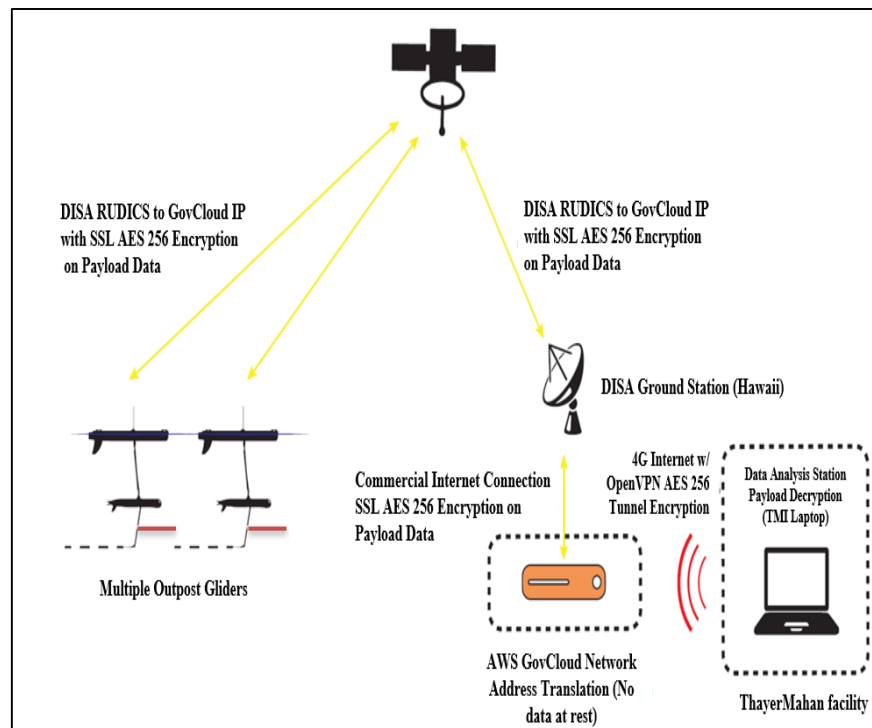 DISA RUDICS to GovCloud IP
with SSL AES 256 Encryption
on Payload Data
DISA RUDICS to GovCloud IP
with SSL AES 256 Encryption
on Payload Data
DISA Ground Station (Hawaii)
Multiple Outpost Gliders
Commercial Internet Connection
SSL AES 256 Encryption on
Payload Data
4G Internet w/
OpenVPN AES 256
Tunnel Encryption
Data Analysis Station
Payload Decryption
(TMI Laptop)
AWS GovCloud Network
Address Translation (No
data at rest)
ThayerMahan facility